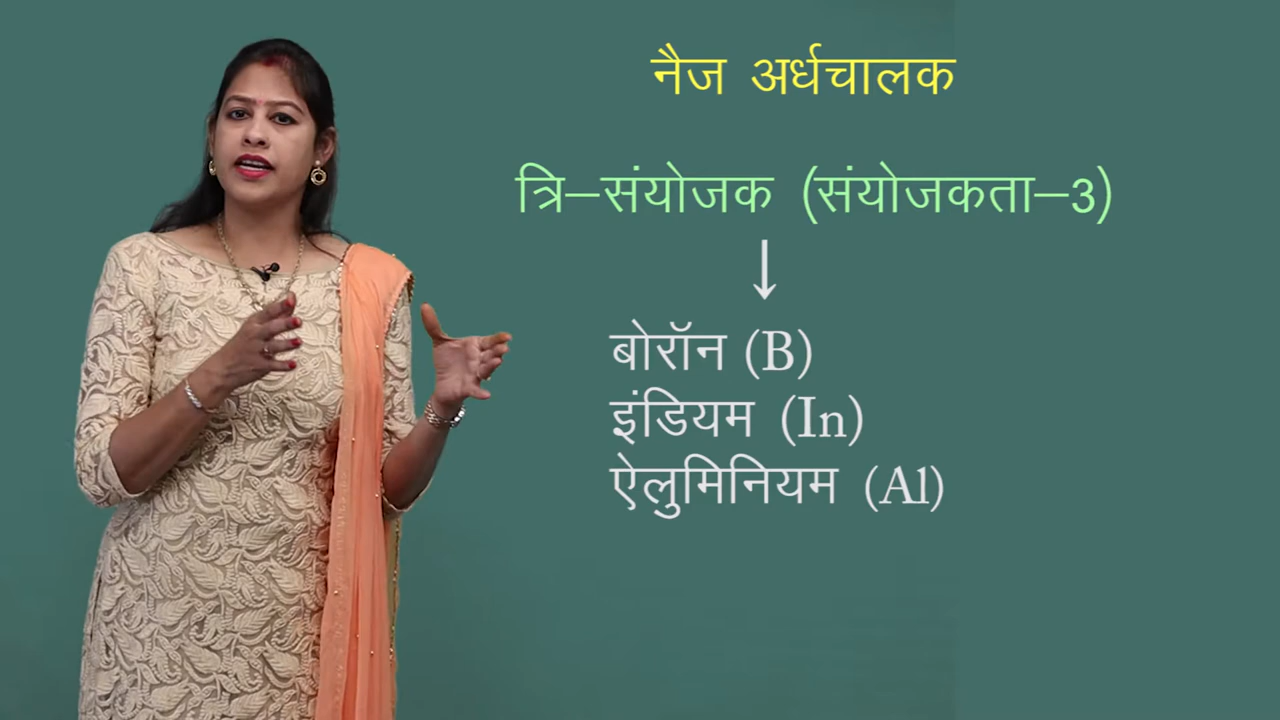 नैज अर्धचालक
त्रि–संयोजक (संयोजकता–3)
↓
बोरॉन (B)
इंडियम (In)
ऐलुमिनियम (Al)